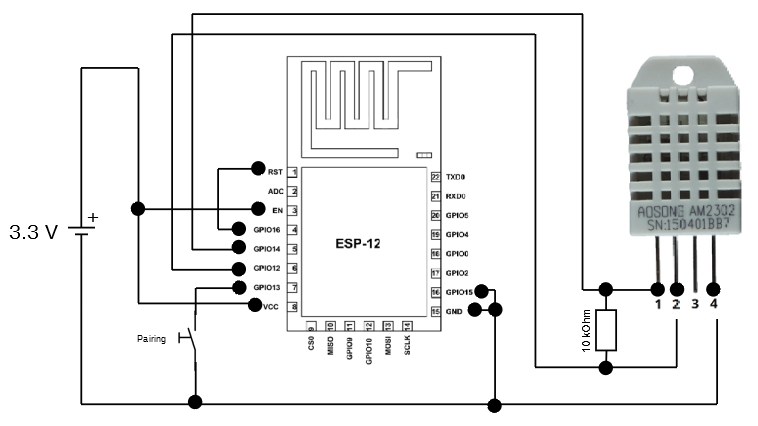 3.3 V
+
RST
1
ADC
2
EN
3
GPIO16
4
GPIO14
5
GPIO12
6
GPIO13
7
VCC
8
ESP-12
22
TXD0
21
RXD0
20
GPIO5
19
GPIO4
18
GPIO0
17
GPIO2
16
GPIO15
15
GND
9
10
11
12
13
14
CS0
MISO
GPIO9
GPIO10
MOSI
SCLK
Pairing
10 kOhm
AOSONG AM2302
SN:150401BB7
1
2
3
4